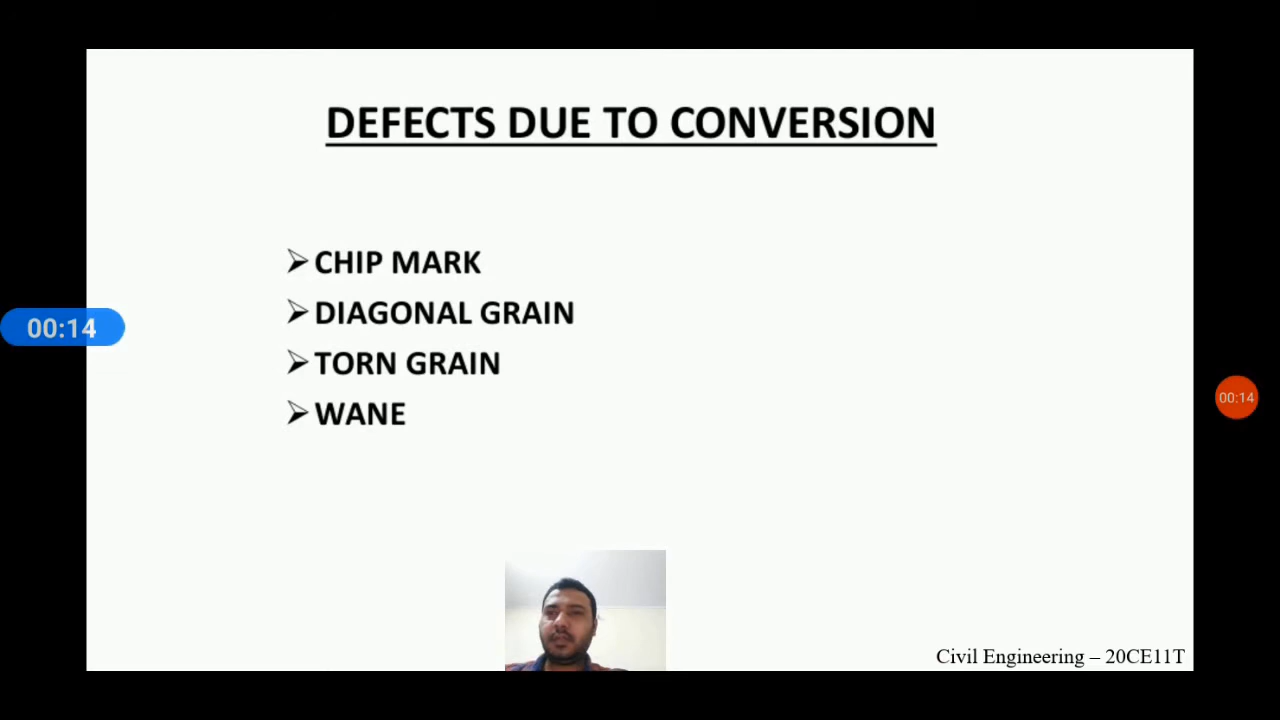 DEFECTS DUE TO CONVERSION
➢ CHIP MARK
➢ DIAGONAL GRAIN
00:14
➢ TORN GRAIN
00:14
➢ WANE
Civil Engineering – 20CE11T